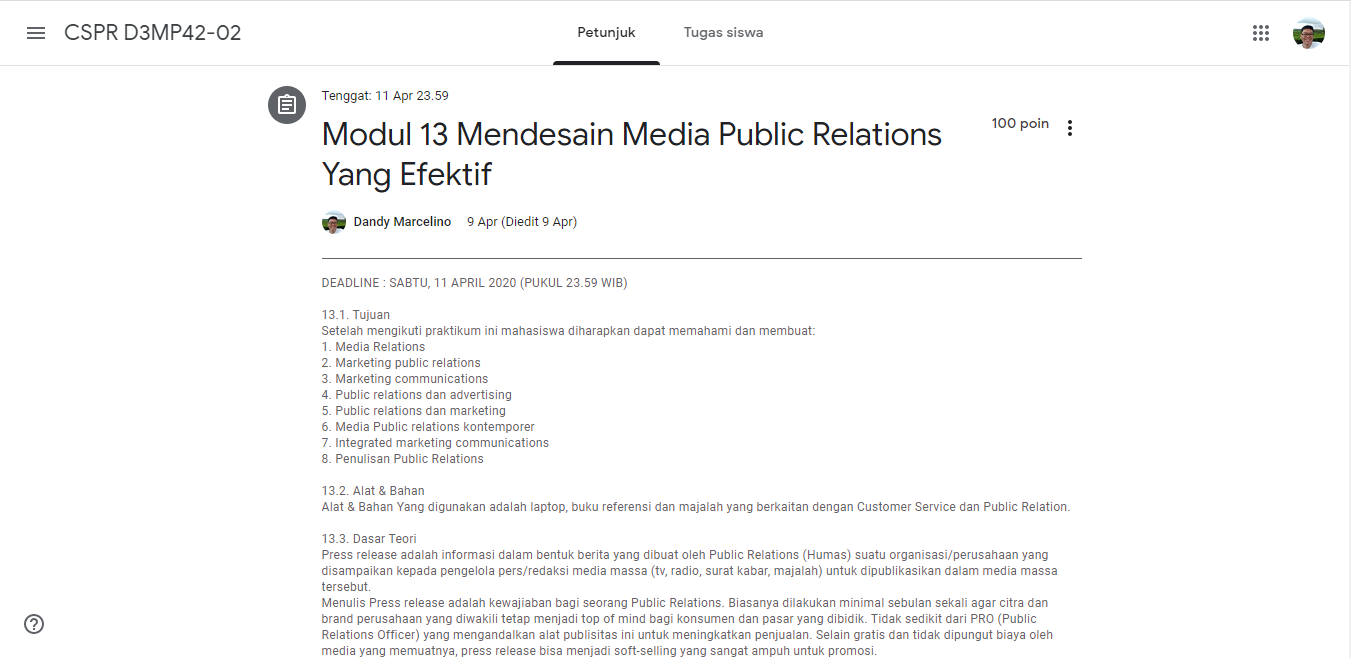 CSPR D3MP42-02
Petunjuk
Tugas siswa
Tenggat: 11 Apr 23.59
Modul 13 Mendesain Media Public Relations
Yang Efektif
100 poin
Dandy Marcelino 9 Apr (Diedit 9 Apr)
DEADLINE : SABTU, 11 APRIL 2020 (PUKUL 23.59 WIB)
13.1. Tujuan
Setelah mengikuti praktikum ini mahasiswa diharapkan dapat memahami dan membuat:
1. Media Relations
2. Marketing public relations
3. Marketing communications
4. Public relations dan advertising
5. Public relations dan marketing
6. Media Public relations kontemporer
7. Integrated marketing communications
8. Penulisan Public Relations
13.2. Alat & Bahan
Alat & Bahan Yang digunakan adalah laptop, buku referensi dan majalah yang berkaitan dengan Customer Service dan Public Relation.
13.3. Dasar Teori
Press release adalah informasi dalam bentuk berita yang dibuat oleh Public Relations (Humas) suatu organisasi/perusahaan yang
disampaikan kepada pengelola pers/redaksi media massa (tv, radio, surat kabar, majalah) untuk dipublikasikan dalam media massa
tersebut.
Menulis Press release adalah kewajiaban bagi seorang Public Relations. Biasanya dilakukan minimal sebulan sekali agar citra dan
brand perusahaan yang diwakili tetap menjadi top of mind bagi konsumen dan pasar yang dibidik. Tidak sedikit dari PRO (Public
Relations Officer) yang mengandalkan alat publisitas ini untuk meningkatkan penjualan. Selain gratis dan tidak dipungut biaya oleh
media yang memuatnya, press release bisa menjadi soft-selling yang sangat ampuh untuk promosi.